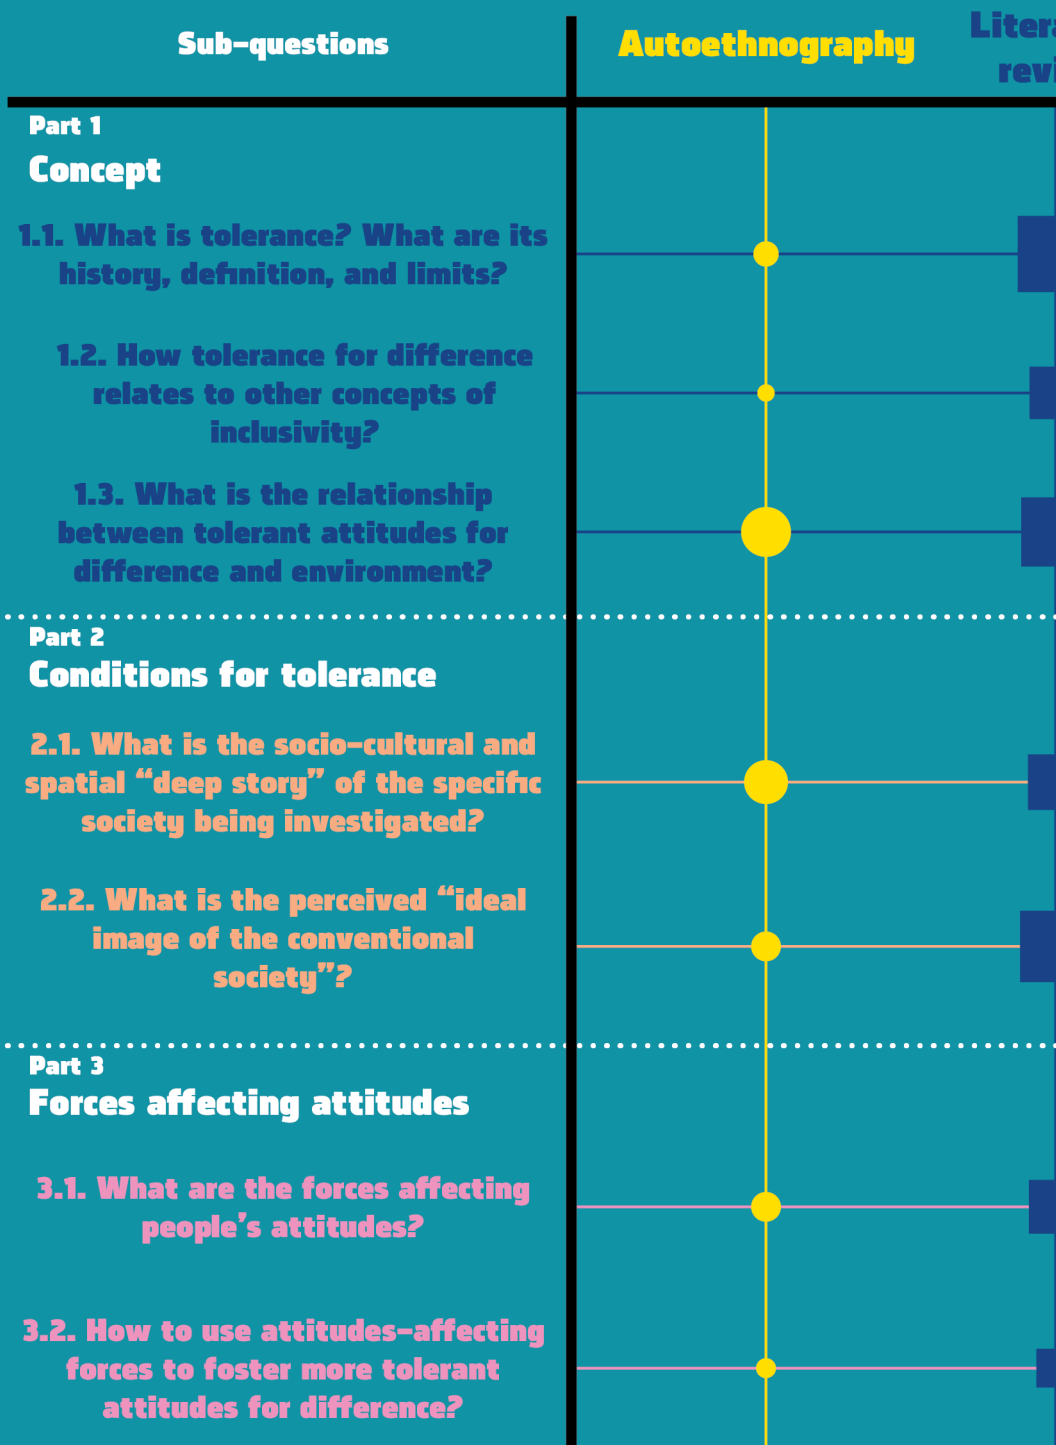 Sub-questions
Autoethnography
Part 1
Concept
1.1. What is tolerance? What are its
history, definition, and limits?
1.2. How tolerance for difference
relates to other concepts of
inclusivity?
1.3. What is the relationship
between tolerant attitudes for
difference and environment?
Part 2
Conditions for tolerance
2.1. What is the socio-cultural and
spatial “deep story” of the specific
society being investigated?
2.2. What is the perceived “ideal
image of the conventional
society”?
Part 3
Forces affecting attitudes
3.1. What are the forces affecting
people’s attitudes?
3.2. How to use attitudes-affecting
forces to foster more tolerant
attitudes for difference?